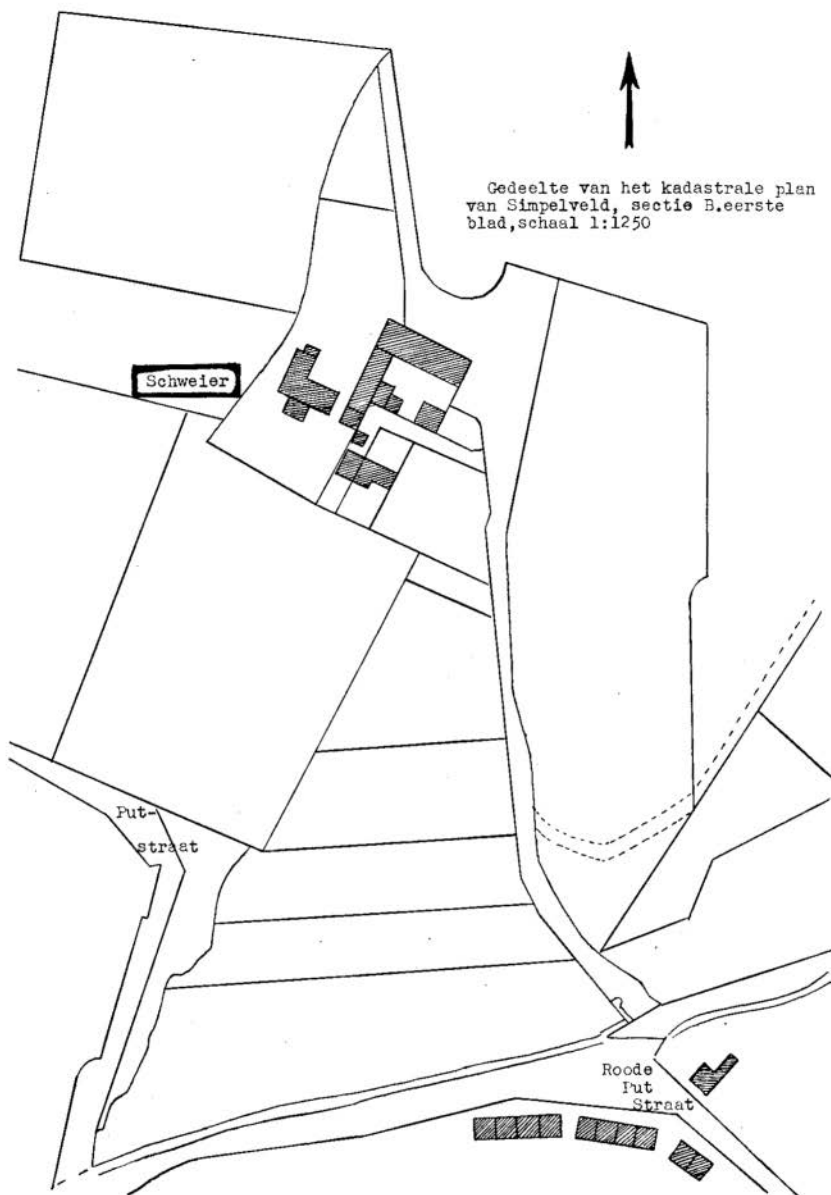 Gedeelte van het kadastrale plan
van Simpelveld, sectie B.eerste
blad,schaal 1:1250
Schweier
Put-
straat
Roode
Put
Straat